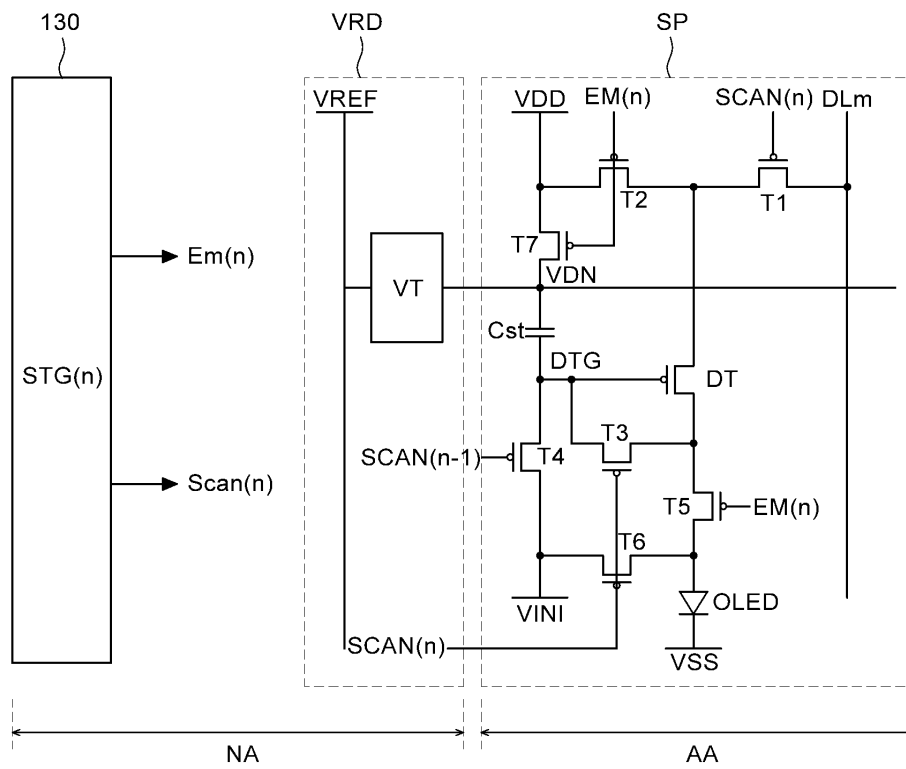 130
VRD
SP
VREF
VDD
EM(n)
SCAN(n)
DLm
T2
T1
T7
Em(n)
VDN
VT
Cst
DTG
STG(n)
DT
T3
SCAN(n-1)
T4
Scan(n)
T5
EM(n)
T6
VINI
OLED
SCAN(n)
VSS
NA
AA